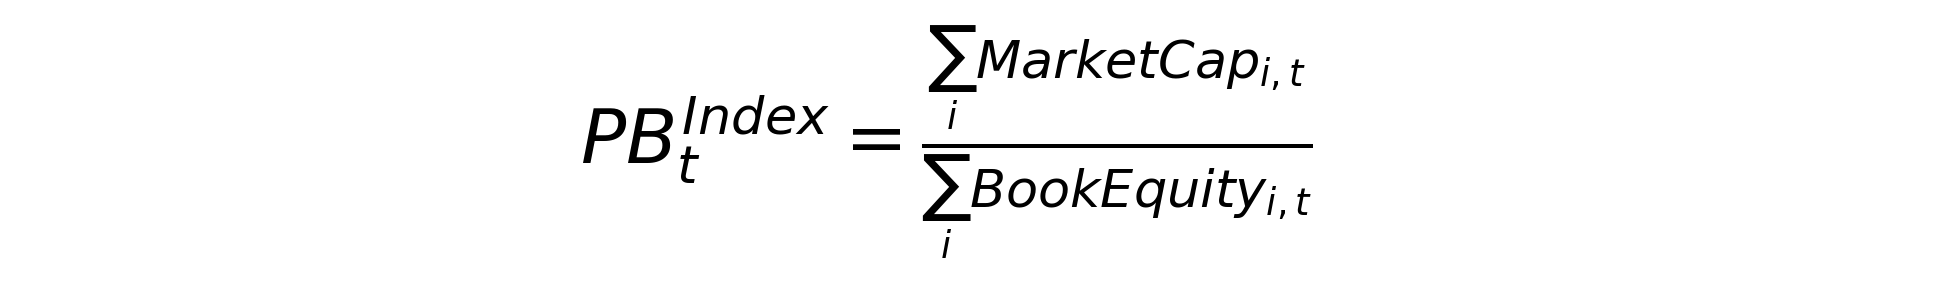 PB_t^{Index} = \frac{\sum_i MarketCap_{i,t}}{\sum_i BookEquity_{i,t}}